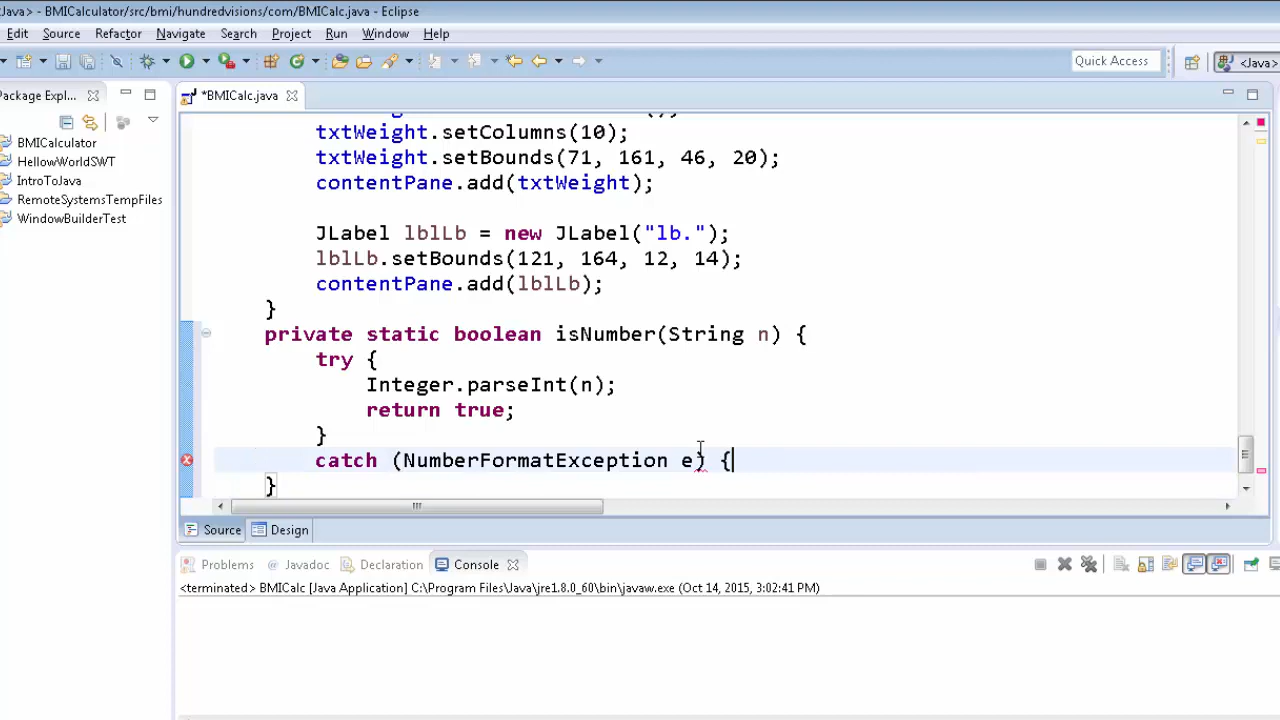 Java> - BMICalculator/src/bmi/hundredvisions/com/BMICalc.java - Eclipse
Edit Source Refactor Navigate Search Project Run Window Help
Quick Access <Java>
Package Expl... *BMICalc.java
BMICalculator
HellowWorldSWT
IntroToJava
RemoteSystemsTempFiles
WindowBuilderTest
txtWeight.setColumns(10);
txtWeight.setBounds(71, 161, 46, 20);
contentPane.add(txtWeight);
JLabel lblLb = new JLabel("lb.");
lblLb.setBounds(121, 164, 12, 14);
contentPane.add(lblLb);
}
private static boolean isNumber(String n) {
try {
Integer.parseInt(n);
return true;
}
catch (NumberFormatException e) {
}
Source Design
Problems @ Javadoc Declaration Console
<terminated> BMICalc [Java Application] C:\Program Files\Java\jre1.8.0_60\bin\javaw.exe (Oct 14, 2015, 3:02:41 PM)